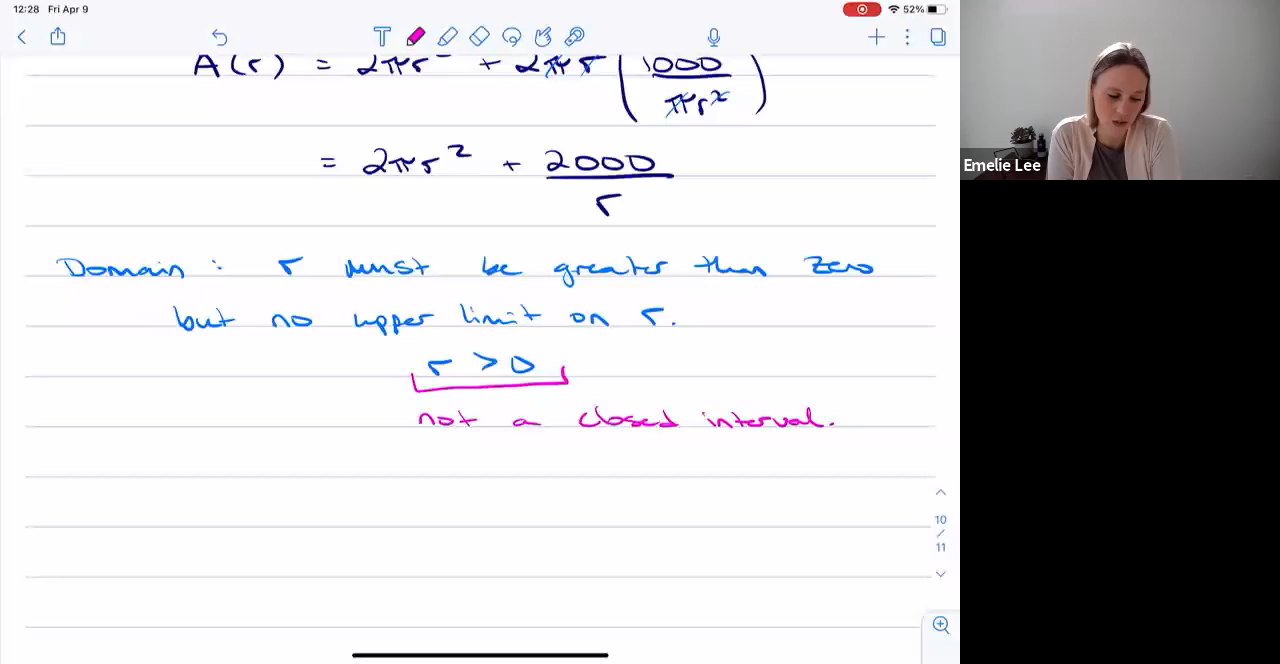 12:28 Fri Apr 9
52%
A(r) = 2πr² + 2πr (1000 / πr²)
= 2πr² + 2000 / r
Domain : r must be greater than zero
but no upper limit on r.
r > 0
not a closed interval.
10
/
11
Emelie Lee